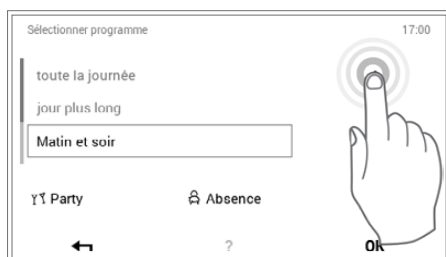 Sélectionner programme 17:00
toute la journée
jour plus long
Matin et soir
Party Absence
? OK